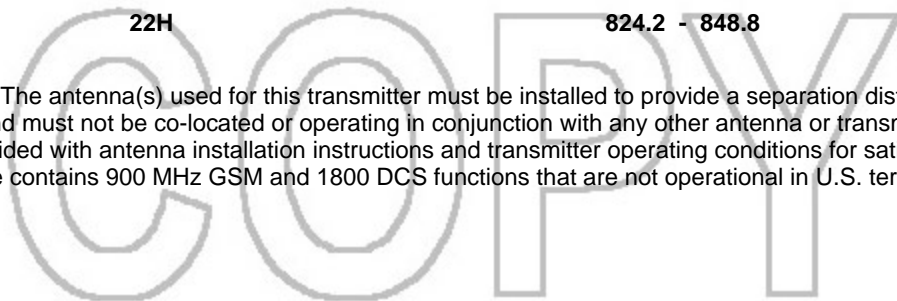 22H 824.2 - 848.8
The antenna(s) used for this transmitter must be installed to provide a separation
must not be co-located or operating in conjunction with any other antenna or
with antenna installation instructions and transmitter operating conditions for
contains 900 MHz GSM and 1800 DCS functions that are not operational in U.S.
COPY